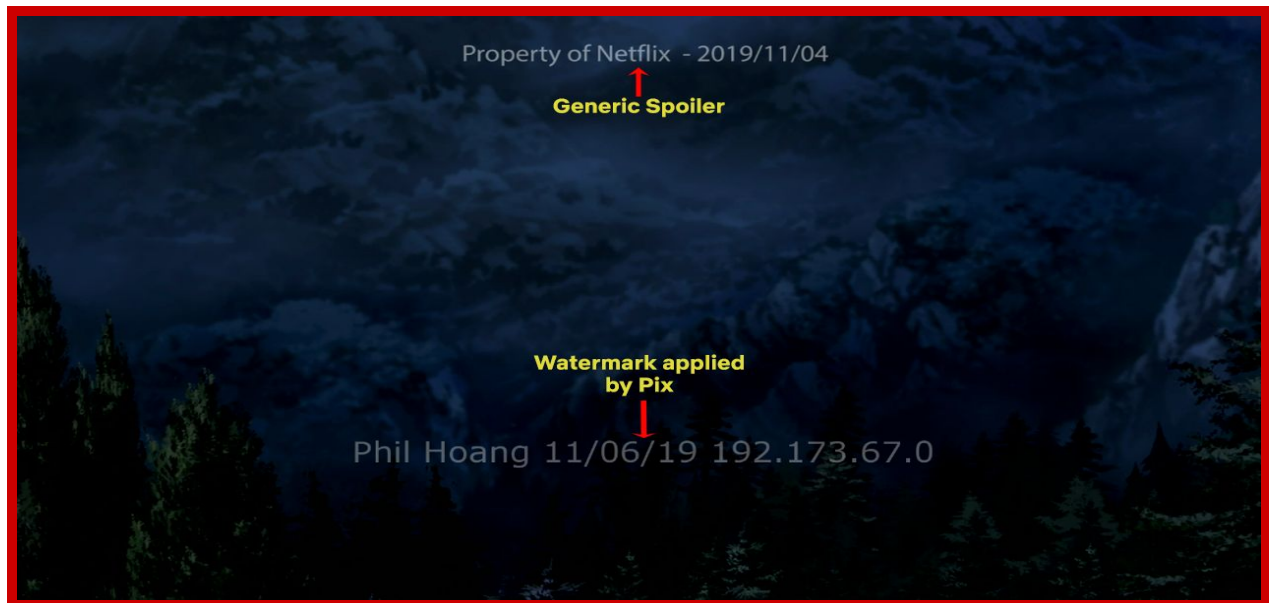 Property of Netflix - 2019/11/04
Generic Spoiler
Watermark applied
by Pix
Phil Hoang 11/06/19 192.173.67.0